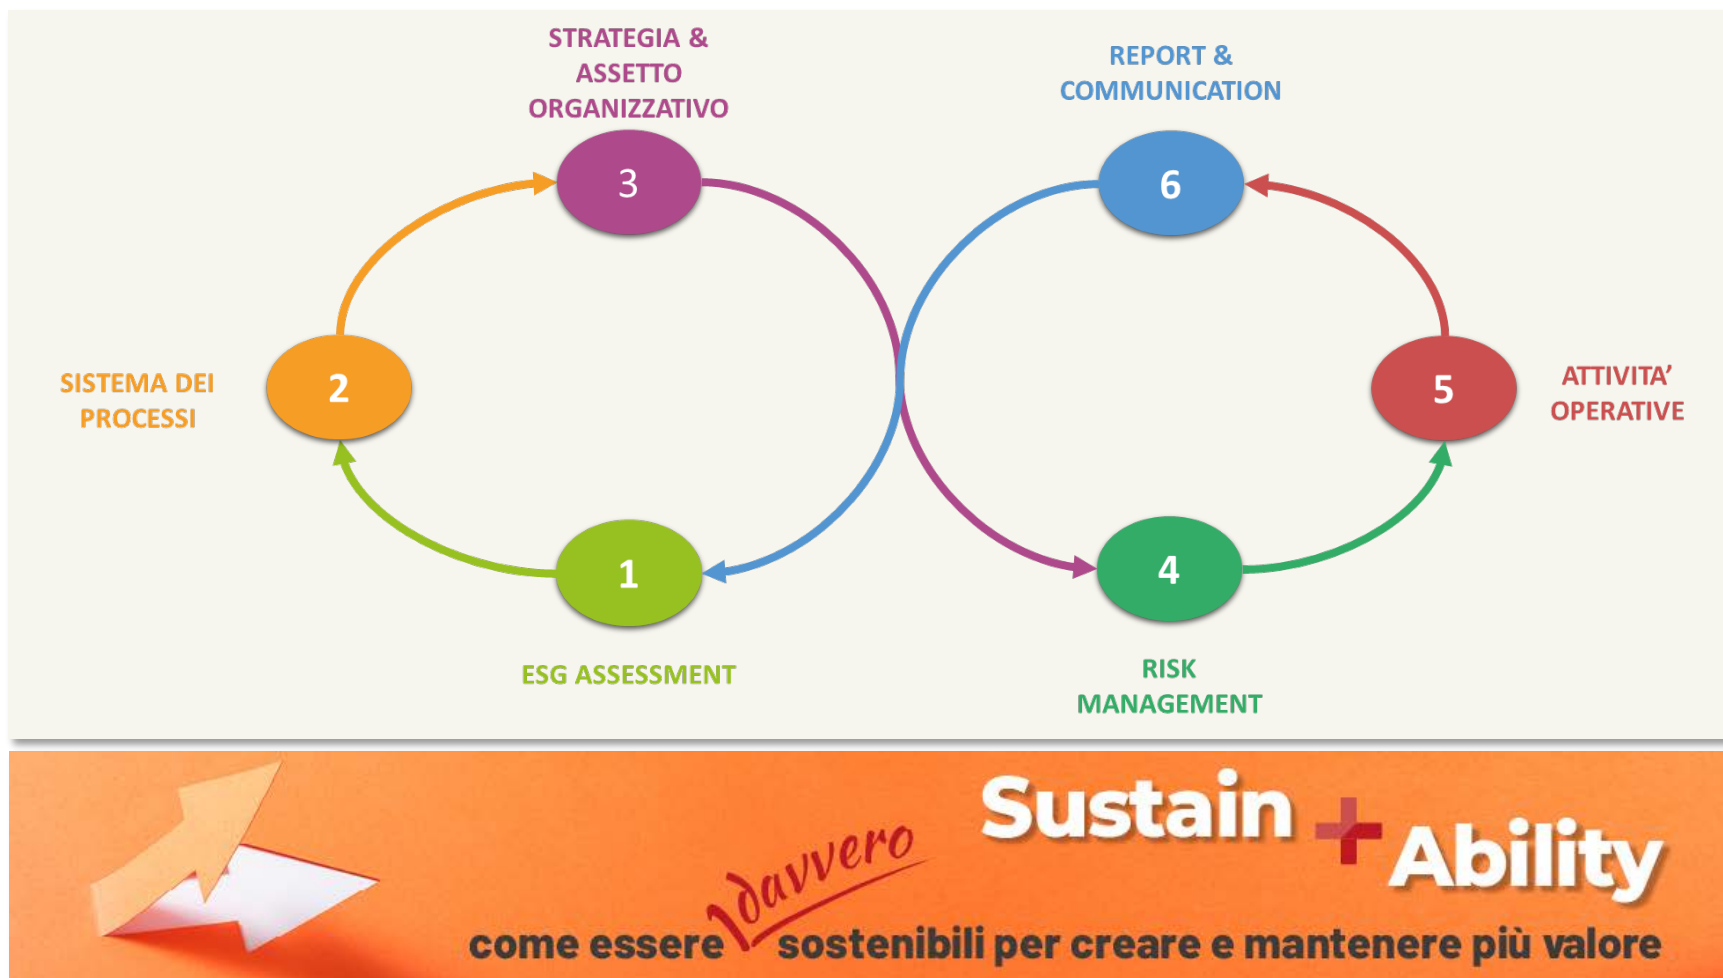 STRATEGIA &
ASSETTO
ORGANIZZATIVO
REPORT &
COMMUNICATION
3
6
SISTEMA DEI
PROCESSI
2
5
ATTIVITA’
OPERATIVE
1
4
ESG ASSESSMENT
RISK
MANAGEMENT
Sustain +
Ability
davvero
come essere sostenibili per creare e mantenere più valore